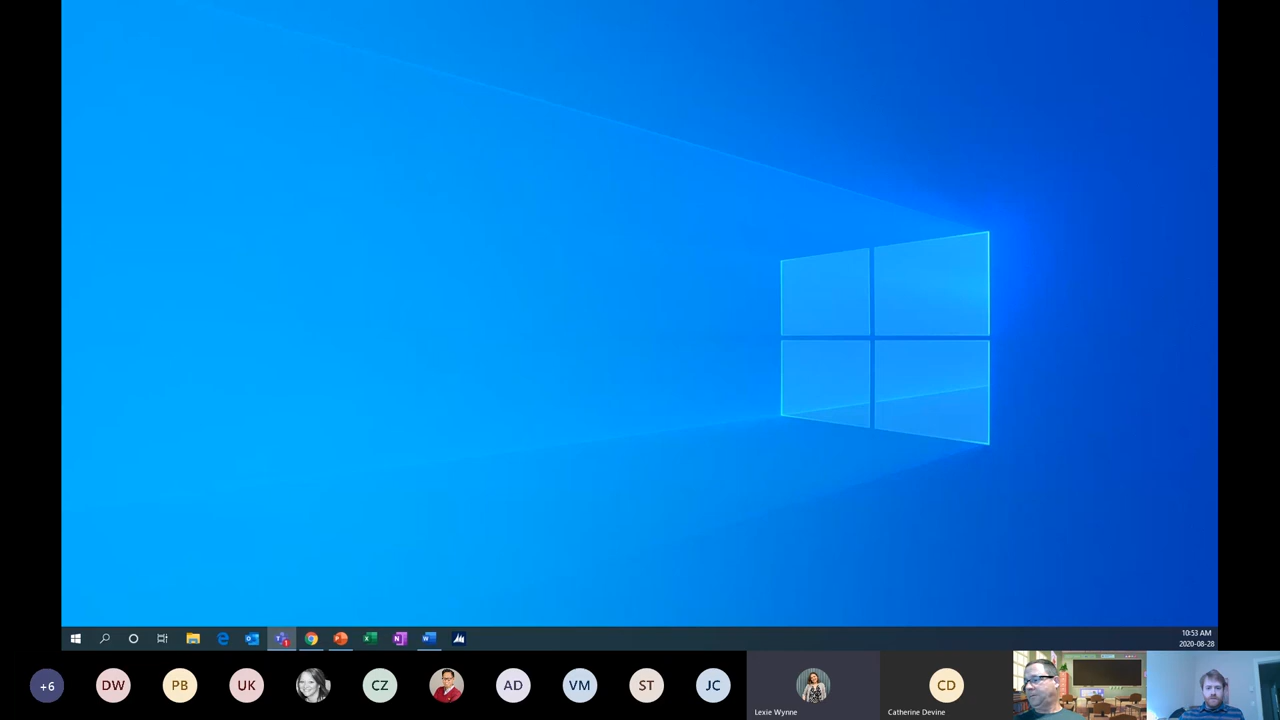 10:53 AM
2020-08-28
+6
DW
PB
UK
CZ
AD
VM
ST
JC
CD
Lexie Wynne
Catherine Devine